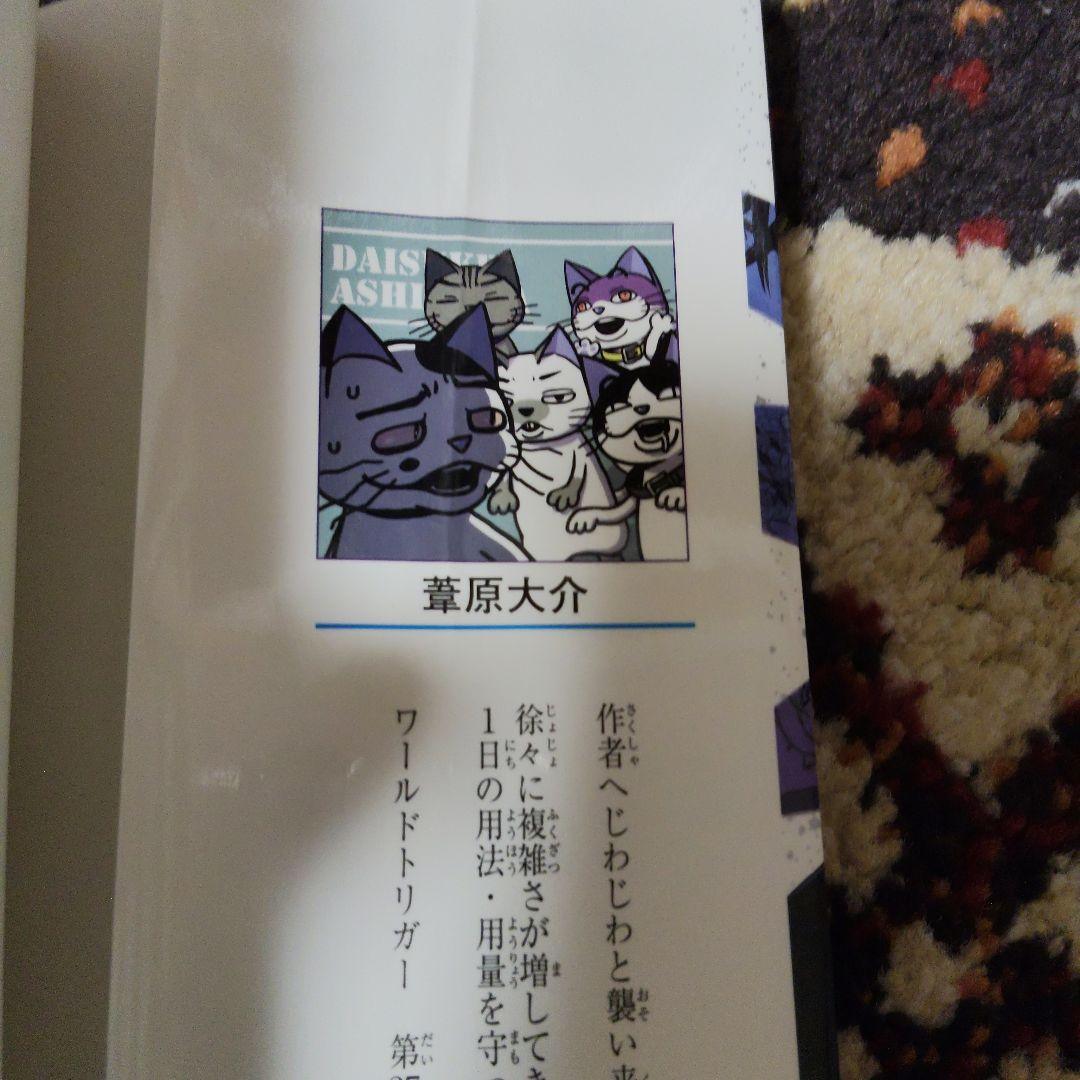 DAIS
ASHI
葦原大介
作者へじわじわと襲い
徐々に複雑さが増して
1日の用法・用量を守
ワールドトリガー 第